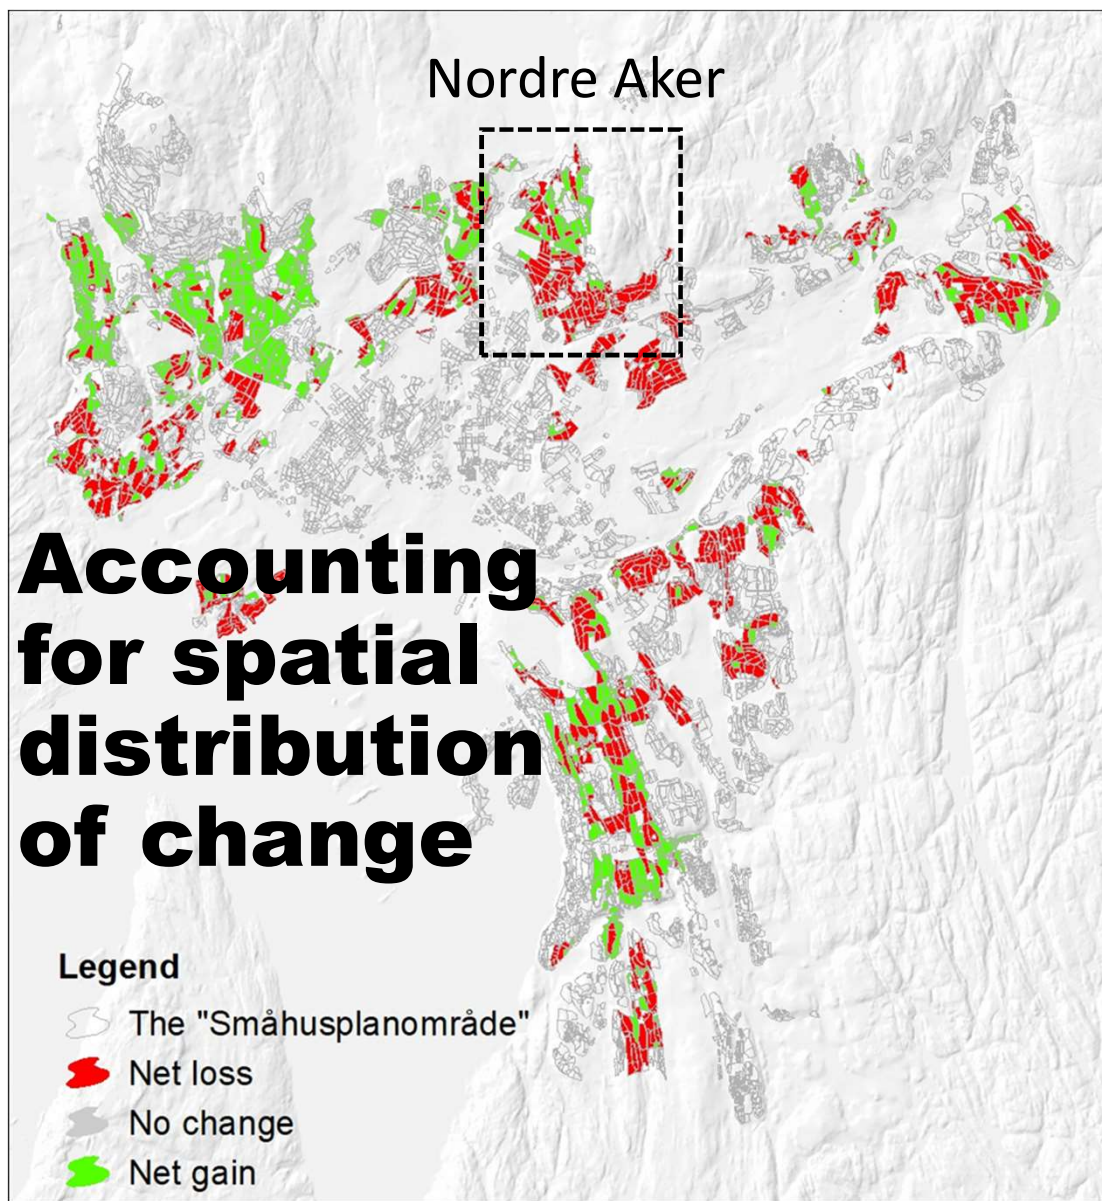 Nordre Aker
Accounting
for spatial
distribution
of change
Legend
The "Småhusplanområde"
Net loss
No change
Net gain